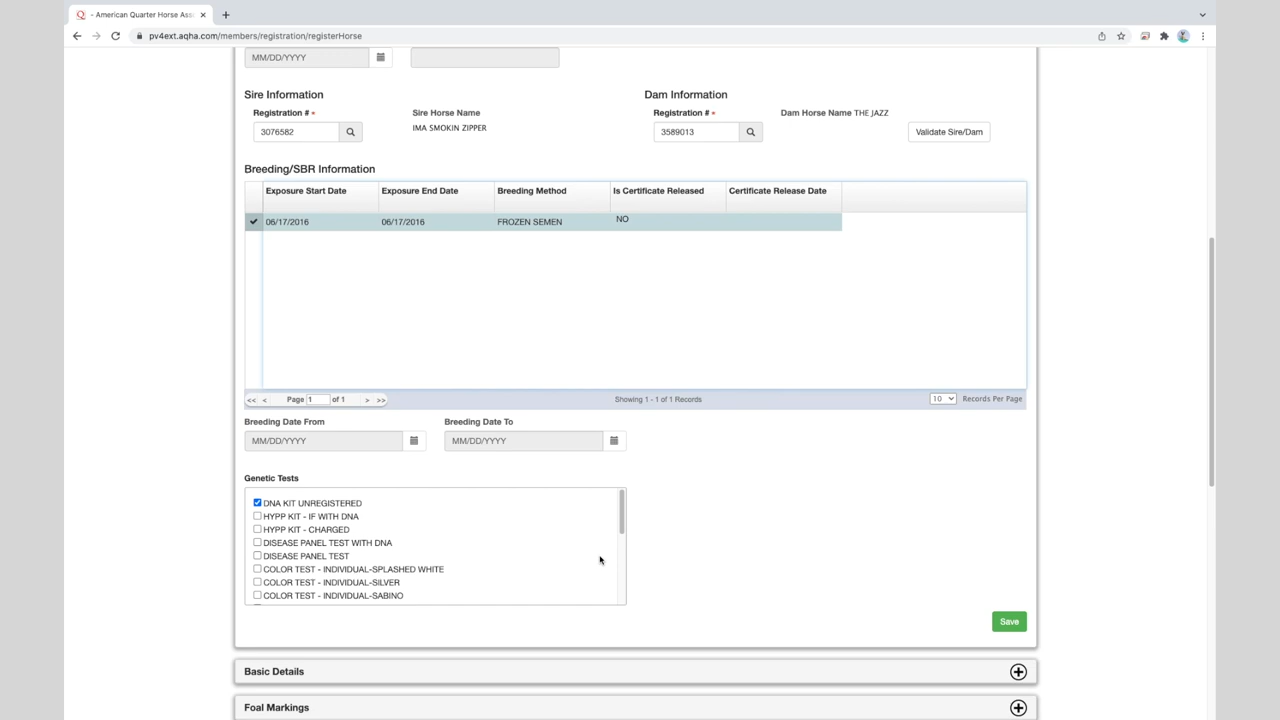 - American Quarter Horse Ass
pv4ext.aqha.com/members/registration/registerHorse
MM/DD/YYYY
Sire Information
Dam Information
Registration # *
Sire Horse Name
Registration # *
Dam Horse Name THE JAZZ
3076582
IMA SMOKIN ZIPPER
3589013
Validate Sire/Dam
Breeding/SBR Information
Exposure Start Date
Exposure End Date
Breeding Method
Is Certificate Released
Certificate Release Date
06/17/2016
06/17/2016
FROZEN SEMEN
NO
<< < Page 1 of 1 > >>
Showing 1 - 1 of 1 Records
10 Records Per Page
Breeding Date From
Breeding Date To
MM/DD/YYYY
MM/DD/YYYY
Genetic Tests
DNA KIT UNREGISTERED
HYPP KIT - IF WITH DNA
HYPP KIT - CHARGED
DISEASE PANEL TEST WITH DNA
DISEASE PANEL TEST
COLOR TEST - INDIVIDUAL-SPLASHED WHITE
COLOR TEST - INDIVIDUAL-SILVER
COLOR TEST - INDIVIDUAL-SABINO
Save
Basic Details
Foal Markings